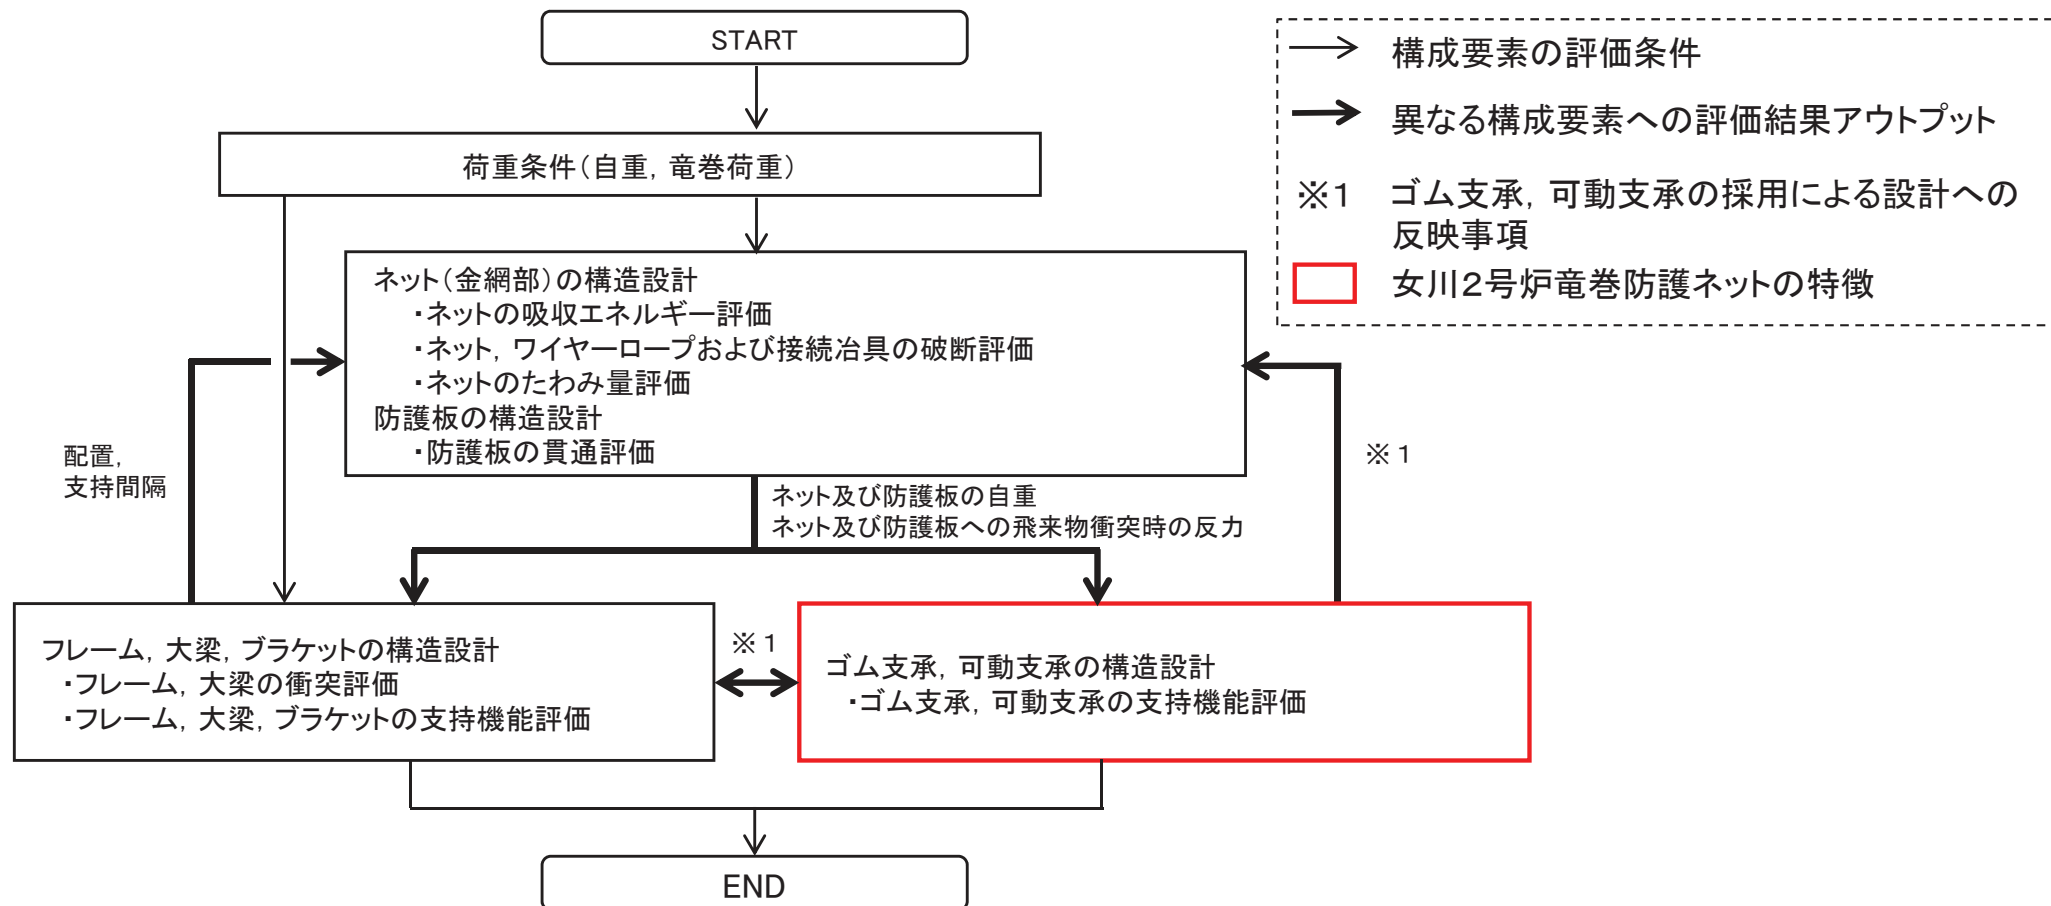 START
荷重条件(自重, 竜巻荷重)
ネット(金網部)の構造設計
・ネットの吸収エネルギー評価
・ネット, ワイヤーロープおよび接続冶具の破断評価
・ネットのたわみ量評価
防護板の構造設計
・防護板の貫通評価
配置,
支持間隔
※1
ネット及び防護板の自重
ネット及び防護板への飛来物衝突時の反力
フレーム, 大梁, ブラケットの構造設計
・フレーム, 大梁の衝突評価
・フレーム, 大梁, ブラケットの支持機能評価
※1
ゴム支承, 可動支承の構造設計
・ゴム支承, 可動支承の支持機能評価
END
構成要素の評価条件
異なる構成要素への評価結果アウトプット
※1 ゴム支承, 可動支承の採用による設計への
反映事項
女川2号炉竜巻防護ネットの特徴